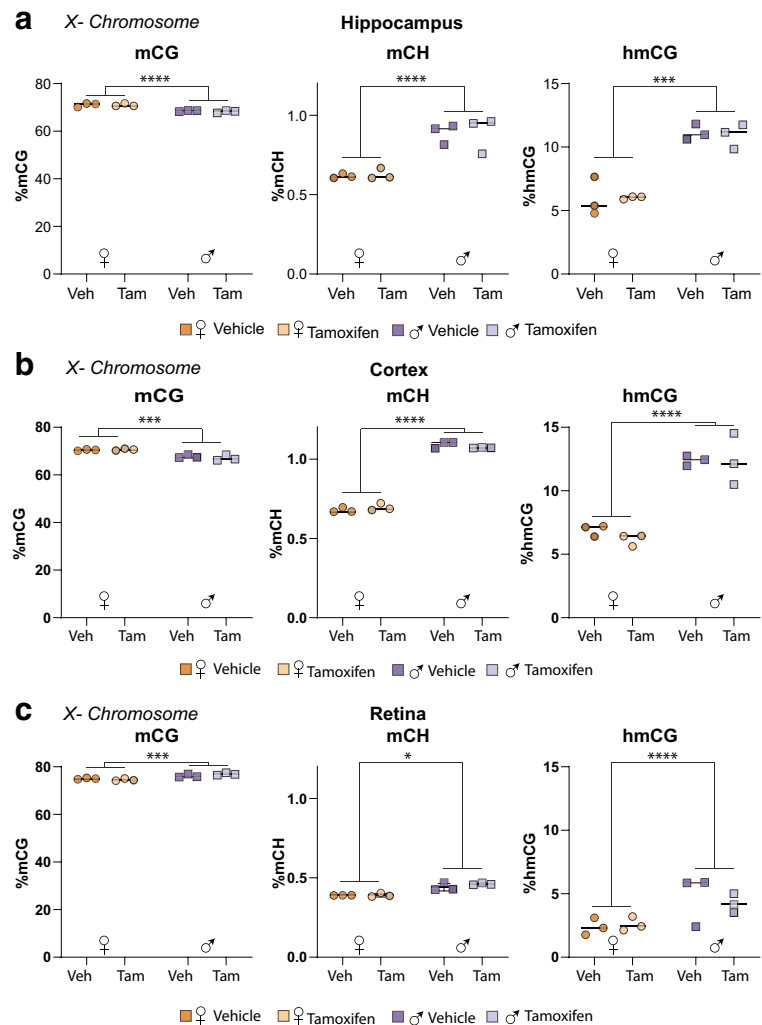 a X- Chromosome Hippocampus
mCG mCH hmCG
**** **** ***
%mCG 80 60 40 20 0
%mCH 1.0 0.5 0.0
%hmCG 15 10 5 0
♀ ♂ ♀ ♂ ♀ ♂
Veh Tam Veh Tam Veh Tam Veh Tam Veh Tam Veh Tam
♀ Vehicle ♀ Tamoxifen ♂ Vehicle ♂ Tamoxifen
b X- Chromosome Cortex
mCG mCH hmCG
*** **** ****
%mCG 80 60 40 20 0
%mCH 1.0 0.5 0.0
%hmCG 15 10 5 0
♀ ♂ ♀ ♂ ♀ ♂
Veh Tam Veh Tam Veh Tam Veh Tam Veh Tam Veh Tam
♀ Vehicle ♀ Tamoxifen ♂ Vehicle ♂ Tamoxifen
c X- Chromosome Retina
mCG mCH hmCG
*** * ****
%mCG 80 60 40 20 0
%mCH 1.0 0.5 0.0
%hmCG 15 10 5 0
♀ ♂ ♀ ♂ ♀ ♂
Veh Tam Veh Tam Veh Tam Veh Tam Veh Tam Veh Tam
♀ Vehicle ♀ Tamoxifen ♂ Vehicle ♂ Tamoxifen